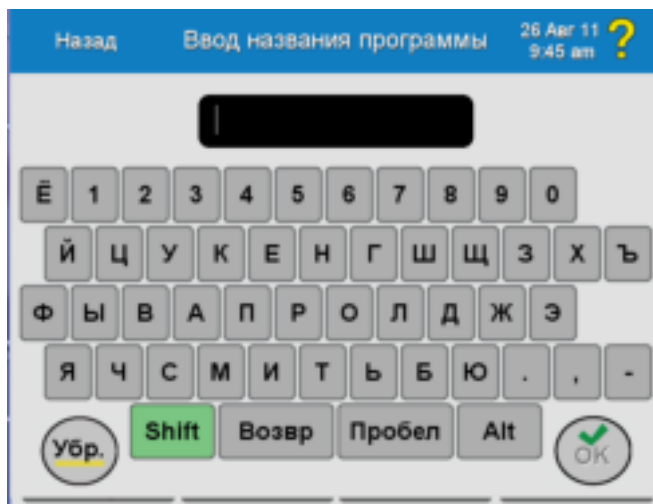 Назад Ввод названия программы 26 Авг 11
9:45 am ?
Ё 1 2 3 4 5 6 7 8 9 0
Й Ц У К Е Н Г Ш Щ З Х Ъ
Ф Ы В А П Р О Л Д Ж Э
Я Ч С М И Т Ь Б Ю . , -
Убр. Shift Возвр Пробел Alt OK